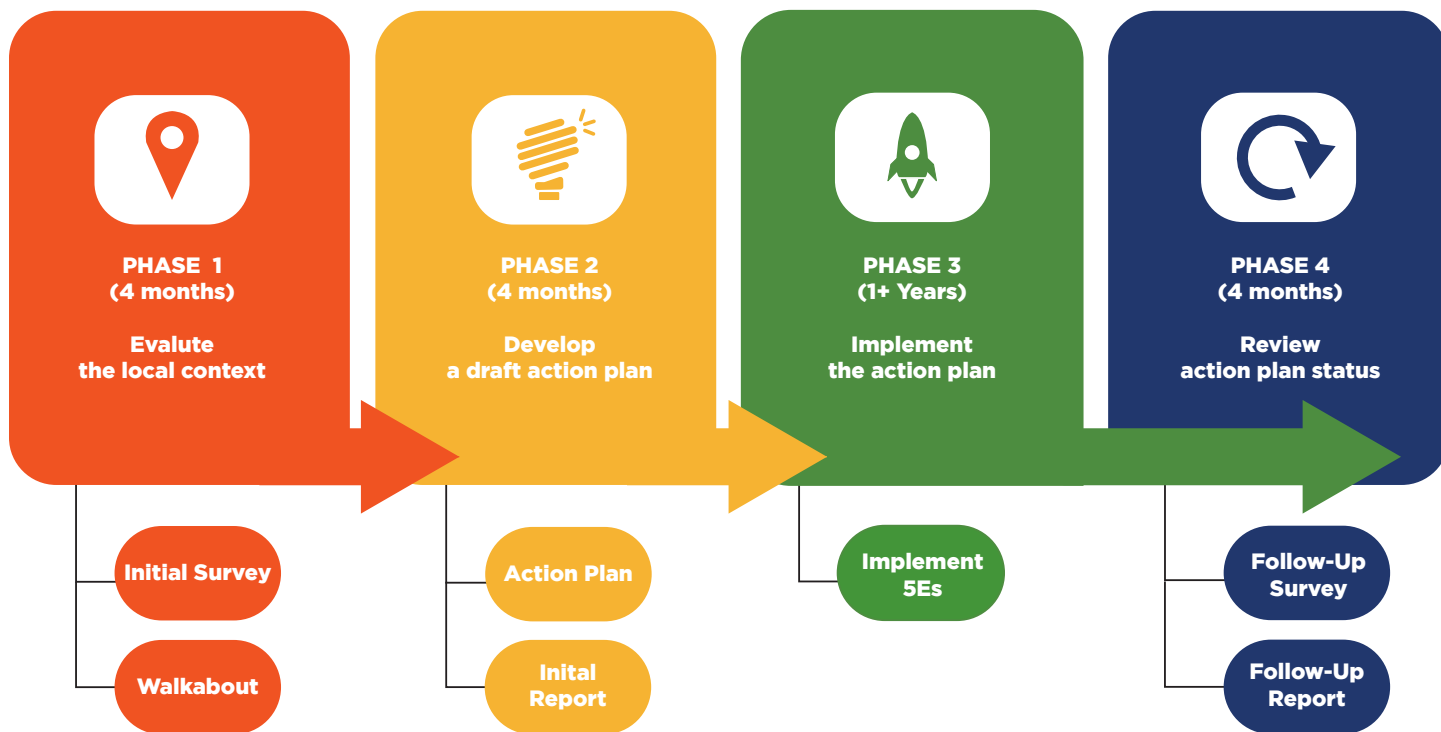 PHASE 1
(4 months)
Evalute
the local context
Initial Survey
Walkabout
PHASE 2
(4 months)
Develop
a draft action plan
Action Plan
Inital
Report
PHASE 3
(1+ Years)
Implement
the action plan
Implement
5Es
PHASE 4
(4 months)
Review
action plan status
Follow-Up
Survey
Follow-Up
Report